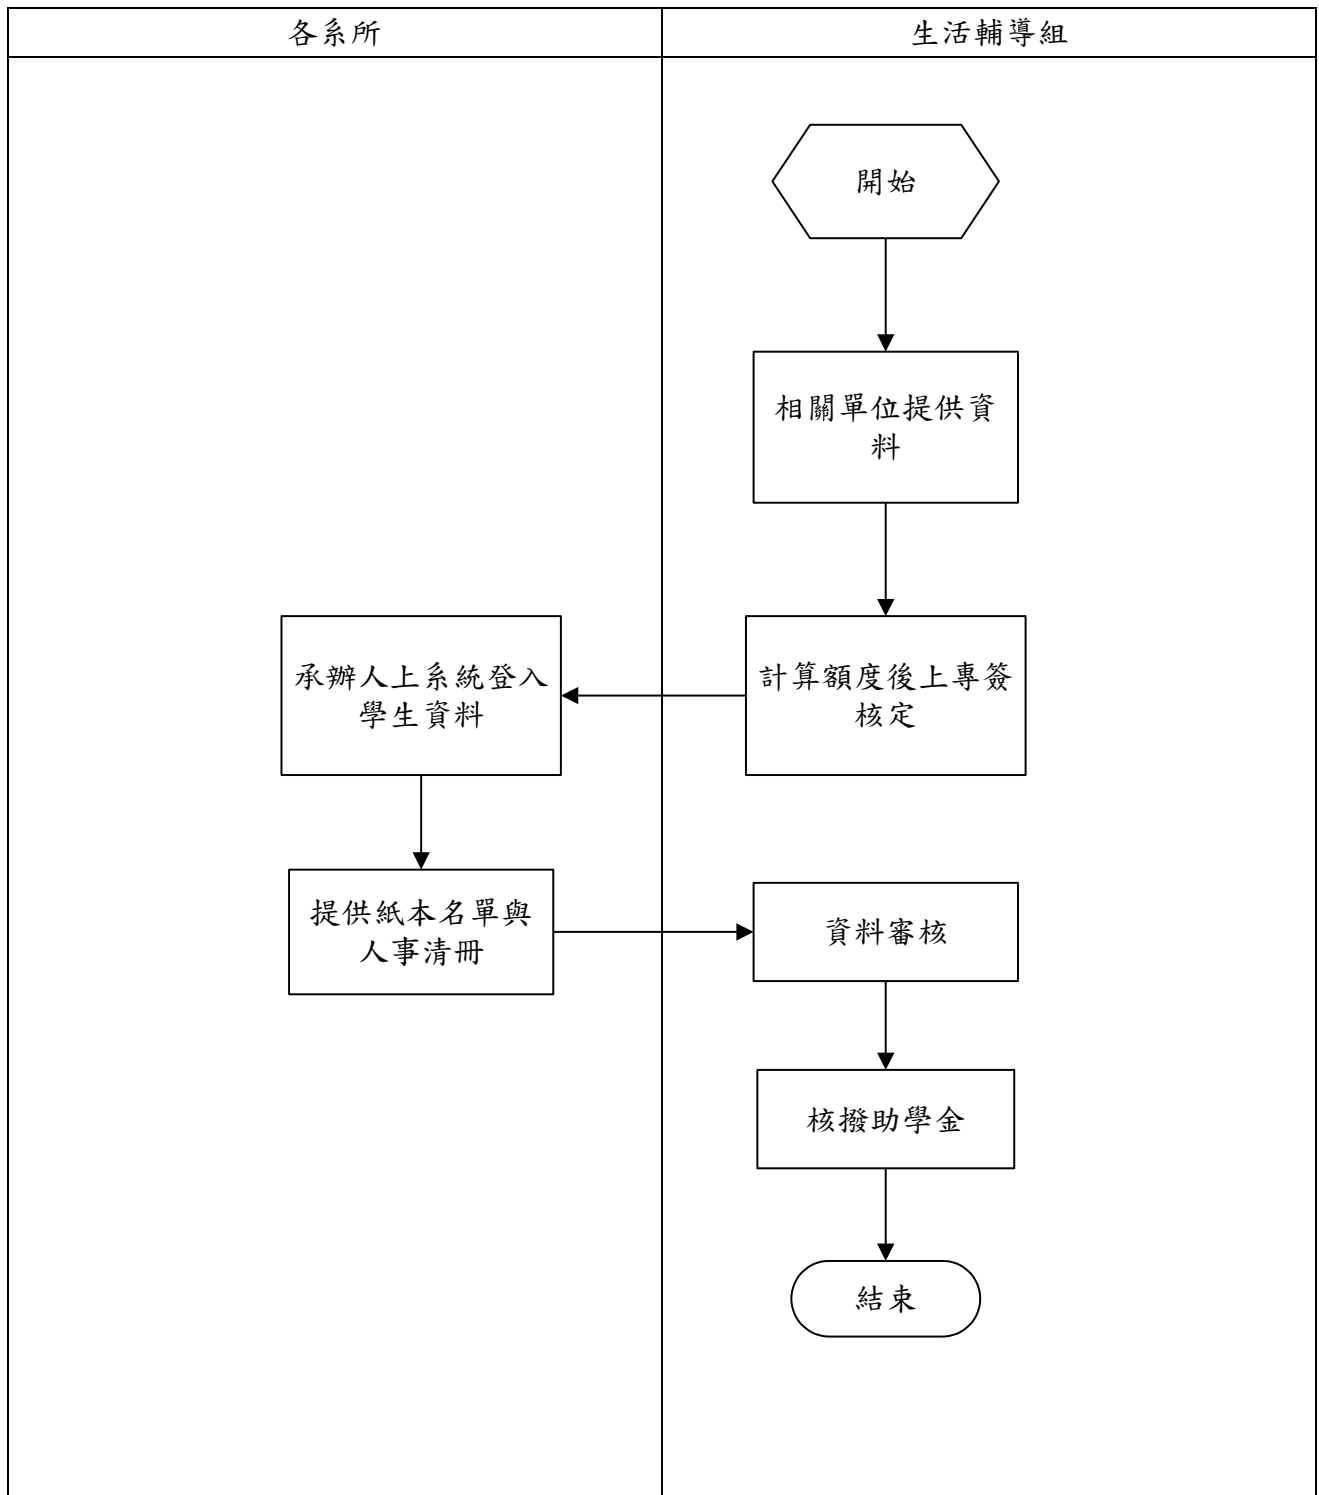 各系所
生活輔導組
開始
相關單位提供資
料
計算額度後上專簽
核定
承辦人上系統登入
學生資料
提供紙本名單與
人事清冊
資料審核
核撥助學金
結束